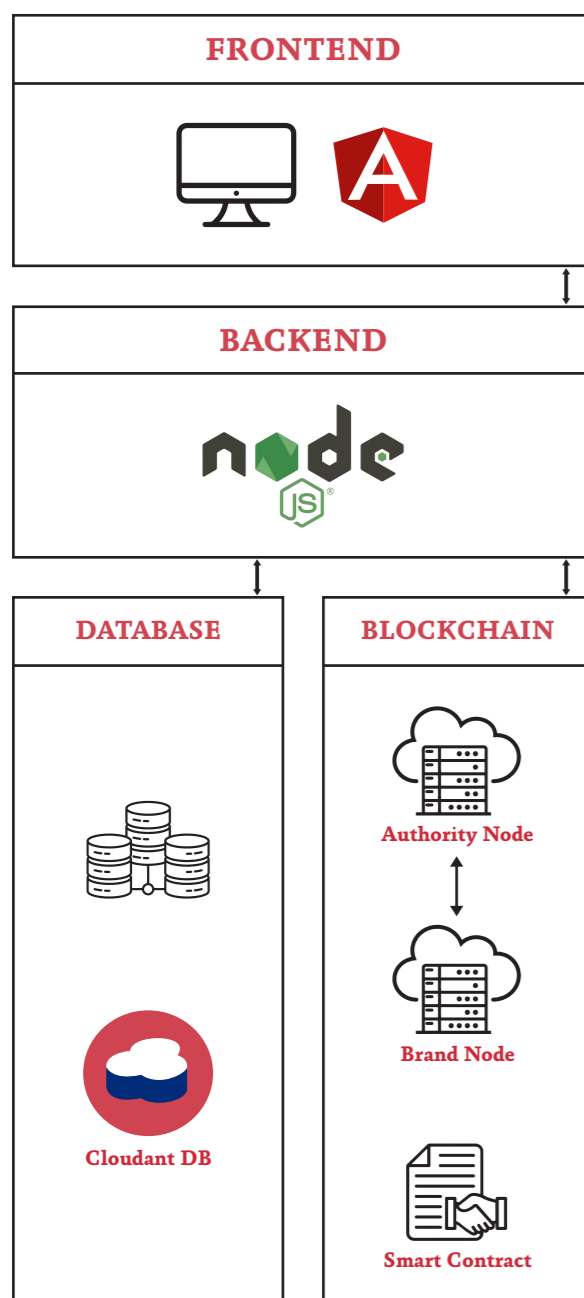 FRONTEND
A
BACKEND
node
JS®
DATABASE
BLOCKCHAIN
Authority Node
Brand Node
Cloudant DB
Smart Contract